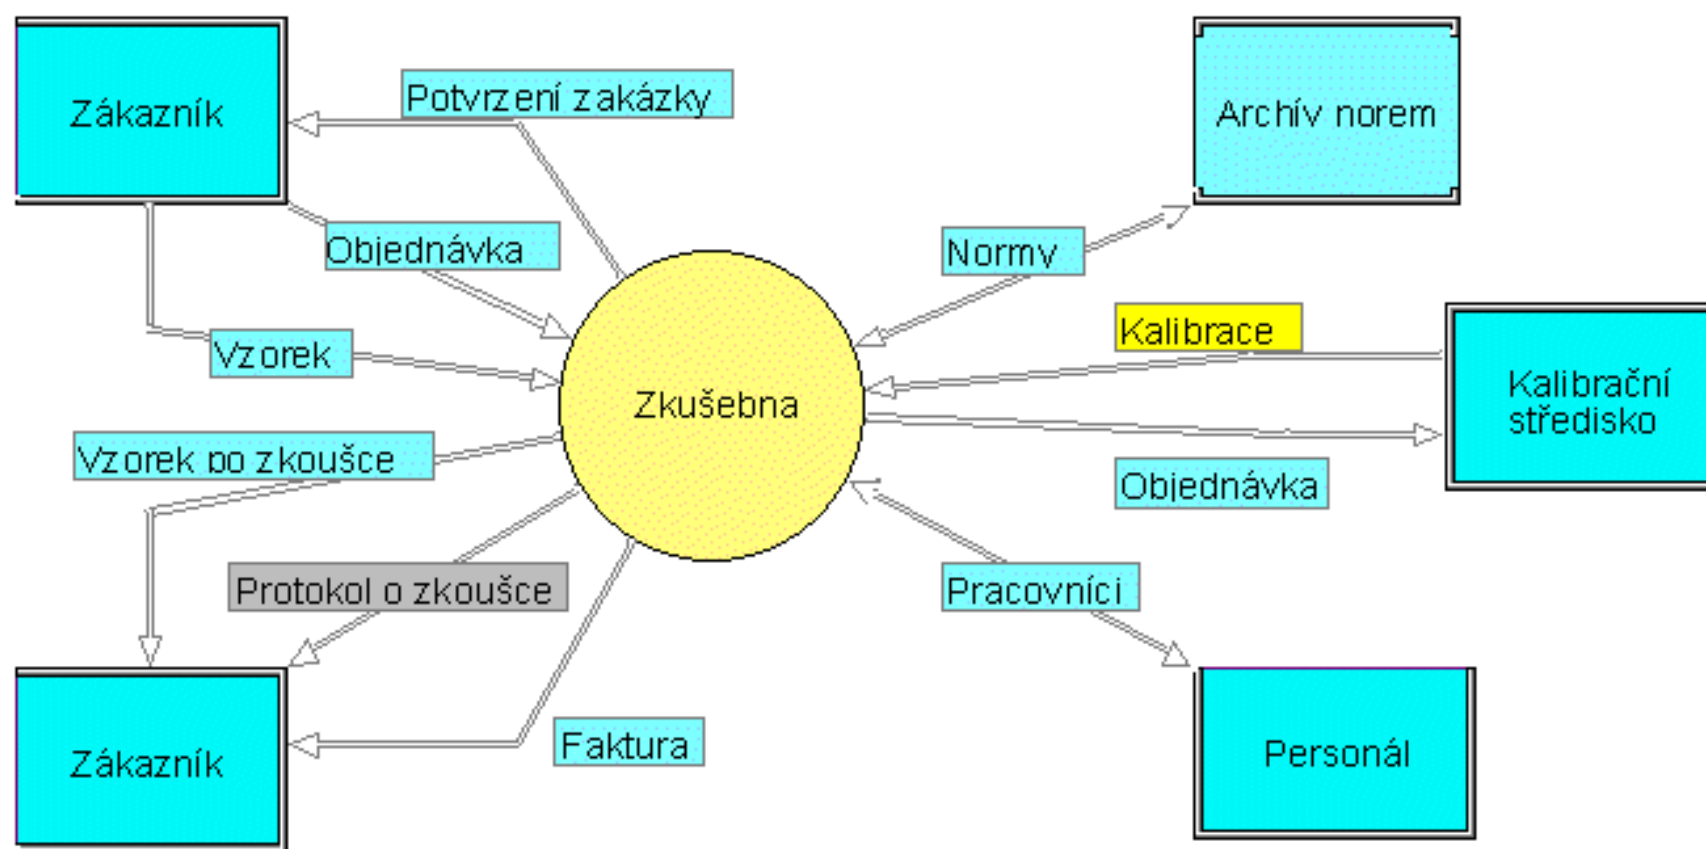 Zákazník
Potvrzení zakázky
Archív norem
Objednávka
Normy
Vzorek
Kalibrace
Zkušebna
Kalibrační
středisko
Vzorek po zkoušce
Objednávka
Protokol o zkoušce
Pracovníci
Faktura
Zákazník
Personál